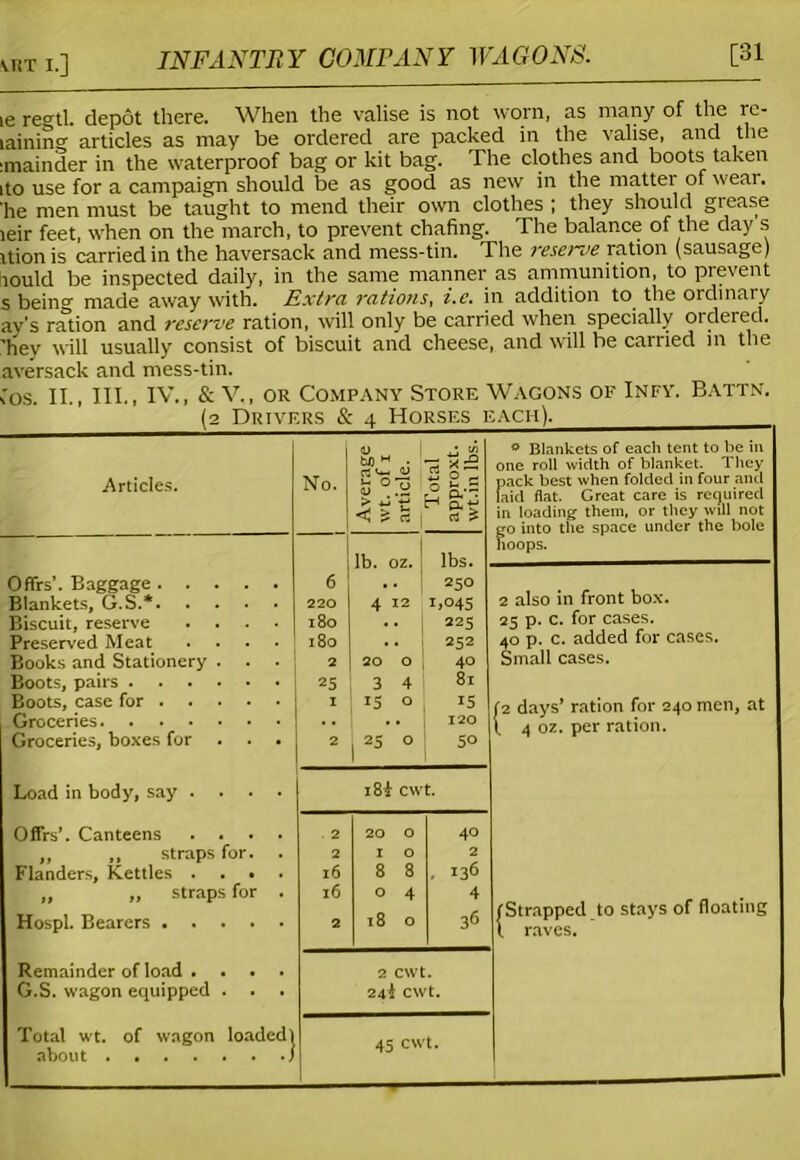 \RT I.] INFANTRY COMPANY WAGONS. [31
ie regtl. depôt there. When the valise is not worn, as many of the re-
iaining articles as may be ordered are packed in the valise, and the
emainder in the waterproof bag or kit bag. The clothes and boots taken
ito use for a campaign should be as good as new in the matter of wear.
'he men must be taught to mend their own clothes ; they should grease
ieir feet, when on the march, to prevent chafing. The balance of the day's
ition is carried in the haversack and mess-tin. The reserve ration (sausage)
hould be inspected daily, in the same manner as ammunition, to prevent
s being made away with. Extra rations, i.e. in addition to the ordinary
ay's ration and reserve ration, will only be carried when specially ordered.
'hey will usually consist of biscuit and cheese, and will be carried in the
aversack and mess-tin.
os. II., III., IV., & V., OR COMPANY STORE WAGONS OF INFY. BATTN.
(2 DRIVERS & 4 HORSES EACH).
Articles. No. Average wt. of 1 article. Total approxt. wt. in lbs.
lb. oz. lbs.
Offrs'. Baggage . . . . . 6 . . 250
Blankets, G.S.* . . . . . 220 4 12 1,045
Biscuit, reserve . . . . 180 . . 225
Preserved Meat . . . . 180 . . 252
Books and Stationery . . . 2 20 0 40
Boots, pairs . . . . . . 25 3 4 81
Boots, case for . . . . . 1 15 0 15
Groceries. . . . . . . . . . . 120
Groceries, boxes for . . . 2 25 0 50
Load in body, say . . . . 18½ cwt.
Offrs'. Canteens . . . . 2 20 0 40
,, ,, straps for. . 2 1 0 2
Flanders, Kettles . . . . 16 8 8 136
,, ,, straps for . 16 0 4 4
Hospl. Bearers . . . . . 2 18 0 36
Remainder of load . . . . 2 cwt.
G.S. wagon equipped . . . 24½ cwt.
Total wt. of wagon loaded)
about . . . . . . . .) 45 cwt.
* Blankets of each tent to be in
one roll width of blanket. They
pack best when folded in four and
laid flat. Great care is required
in loading them, or they will not
go into the space under the bole
hoops.
2 also in front box.
25 p. c. for cases.
40 p. c. added for cases.
Small cases.
{2 days' ration for 240 men, at
4 oz. per ration.
{Strapped to stays of floating
raves.